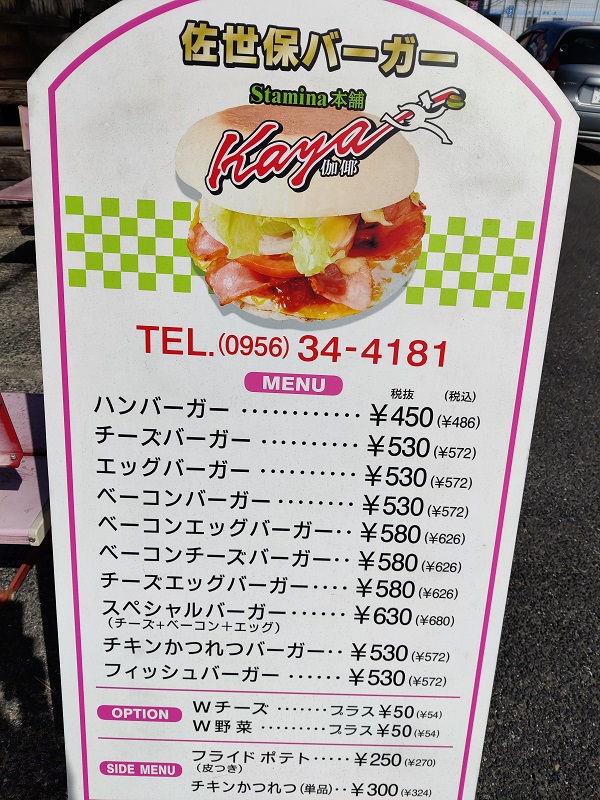 佐世保バーガー
Stamina本舗
Kaya
伽倻
TEL.(0956)34-4181
MENU
税抜 (税込)
ハンバーガー ············ ¥450(¥486)
チーズバーガー ·········· ¥530(¥572)
エッグバーガー ·········· ¥530(¥572)
ベーコンバーガー ········ ¥530(¥572)
ベーコンエッグバーガー·· ¥580(¥626)
ベーコンチーズバーガー·· ¥580(¥626)
チーズエッグバーガー···· ¥580(¥626)
スペシャルバーガー······ ¥630(¥680)
(チーズ+ベーコン+エッグ)
チキンかつれつバーガー·· ¥530(¥572)
フィッシュバーガー ······ ¥530(¥572)
OPTION
Wチーズ ······· プラス¥50(¥54)
W野菜 ········· プラス¥50(¥54)
SIDE MENU
フライドポテト····· ¥250(¥270)
(皮つき)
チキンかつれつ(単品)·· ¥300(¥324)